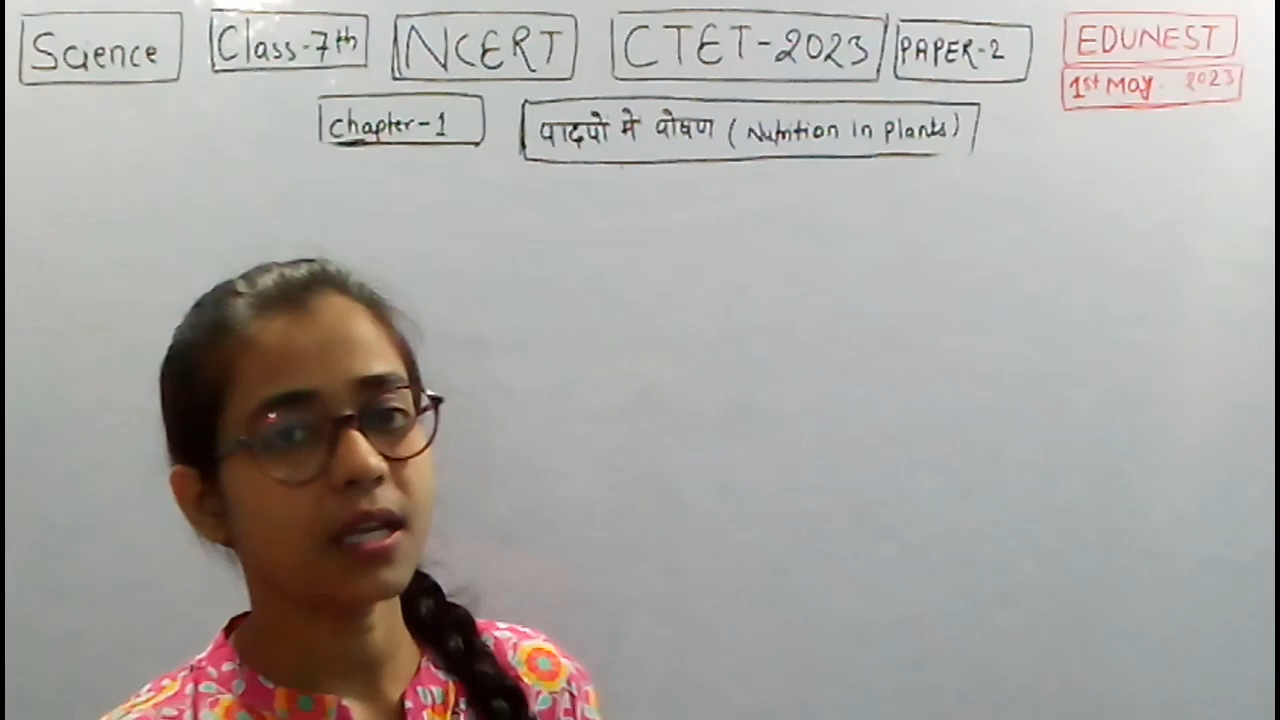 Science Class-7th NCERT CTET-2023 PAPER-2 EDUNEST
1st May 2023
Chapter-1 पादपो मे पोषण (Nutrition in plants)